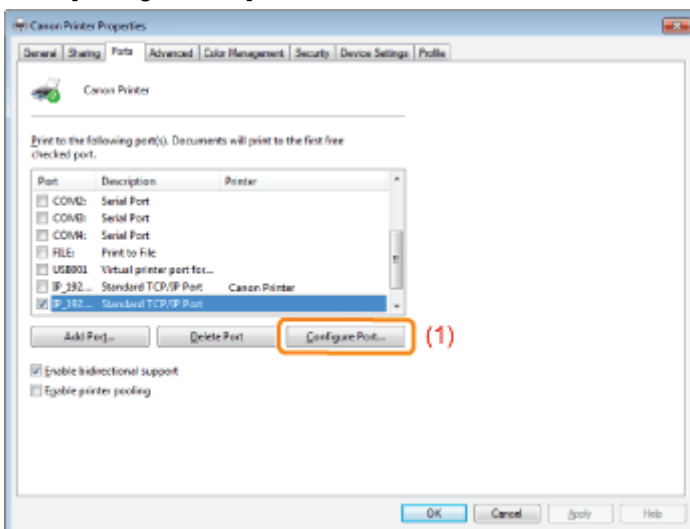 Canon Printer Properties
General Sharing Ports Advanced Color Management Security Device Settings Profile
Canon Printer
Print to the following port(s). Documents will print to the first free
checked port.
Port Description Printer
COM2: Serial Port
COM3: Serial Port
COM4: Serial Port
FILE: Print to File
USB001 Virtual printer port for...
IP_192.... Standard TCP/IP Port Canon Printer
IP_192.... Standard TCP/IP Port
Add Port... Delete Port Configure Port... (1)
Enable bidirectional support
Enable printer pooling
OK Cancel Apply Help